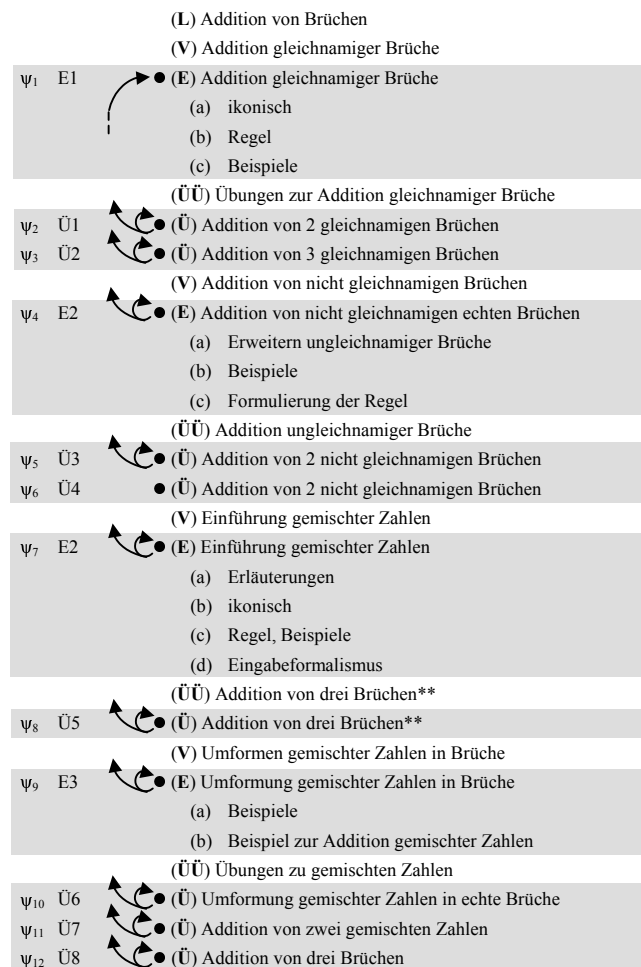 (L) Addition von Brüchen
(V) Addition gleichnamiger Brüche
ψ₁ E1 (E) Addition gleichnamiger Brüche
(a) ikonisch
(b) Regel
(c) Beispiele
(ÜÜ) Übungen zur Addition gleichnamiger Brüche
ψ₂ Ü1 (Ü) Addition von 2 gleichnamigen Brüchen
ψ₃ Ü2 (Ü) Addition von 3 gleichnamigen Brüchen
(V) Addition von nicht gleichnamigen Brüchen
ψ₄ E2 (E) Addition von nicht gleichnamigen echten Brüchen
(a) Erweitern ungleichnamiger Brüche
(b) Beispiele
(c) Formulierung der Regel
(ÜÜ) Addition ungleichnamiger Brüche
ψ₅ Ü3 (Ü) Addition von 2 nicht gleichnamigen Brüchen
ψ₆ Ü4 (Ü) Addition von 2 nicht gleichnamigen Brüchen
(V) Einführung gemischter Zahlen
ψ₇ E2 (E) Einführung gemischter Zahlen
(a) Erläuterungen
(b) ikonisch
(c) Regel, Beispiele
(d) Eingabeformalismus
(ÜÜ) Addition von drei Brüchen**
ψ₈ Ü5 (Ü) Addition von drei Brüchen**
(V) Umformen gemischter Zahlen in Brüche
ψ₉ E3 (E) Umformung gemischter Zahlen in Brüche
(a) Beispiele
(b) Beispiel zur Addition gemischter Zahlen
(ÜÜ) Übungen zu gemischten Zahlen
ψ₁₀ Ü6 (Ü) Umformung gemischter Zahlen in echte Brüche
ψ₁₁ Ü7 (Ü) Addition von zwei gemischten Zahlen
ψ₁₂ Ü8 (Ü) Addition von drei Brüchen